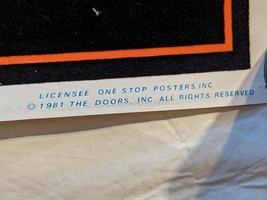 LICENSEE ONE STOP POSTERS INC
© 1981 THE DOORS, INC. ALL RIGHTS RESERVED